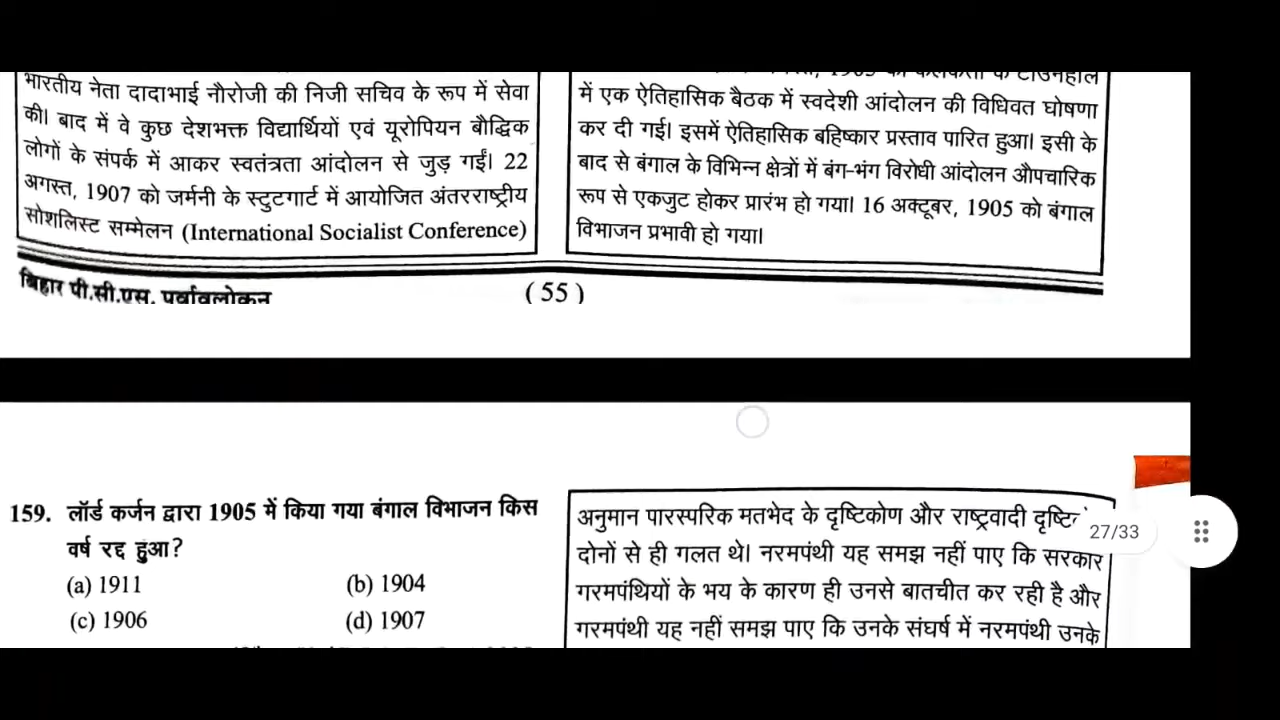 भारतीय नेता दादाभाई नौरोजी की निजी सचिव के रूप में सेवा
की। बाद में वे कुछ देशभक्त विद्यार्थियों एवं यूरोपियन बौद्धिक
लोगों के संपर्क में आकर स्वतंत्रता आंदोलन से जुड़ गईं। 22
अगस्त, 1907 को जर्मनी के स्टुटगार्ट में आयोजित अंतरराष्ट्रीय
सोशलिस्ट सम्मेलन (International Socialist Conference)
में एक ऐतिहासिक बैठक में स्वदेशी आंदोलन की विधिवत घोषणा
कर दी गई। इसमें ऐतिहासिक बहिष्कार प्रस्ताव पारित हुआ। इसी के
बाद से बंगाल के विभिन्न क्षेत्रों में बंग-भंग विरोधी आंदोलन औपचारिक
रूप से एकजुट होकर प्रारंभ हो गया। 16 अक्टूबर, 1905 को बंगाल
विभाजन प्रभावी हो गया।
बिहार पी.सी.एस. पूर्वावलोकन
(55)
159. लॉर्ड कर्जन द्वारा 1905 में किया गया बंगाल विभाजन किस
वर्ष रद्द हुआ?
(a) 1911 (b) 1904
(c) 1906 (d) 1907
अनुमान पारस्परिक मतभेद के दृष्टिकोण और राष्ट्रवादी
दोनों से ही गलत थे। नरमपंथी यह समझ नहीं पाए कि सरकार
गरमपंथियों के भय के कारण ही उनसे बातचीत कर रही है और
गरमपंथी यह नहीं समझ पाए कि उनके संघर्ष में नरमपंथी उनके
27/33